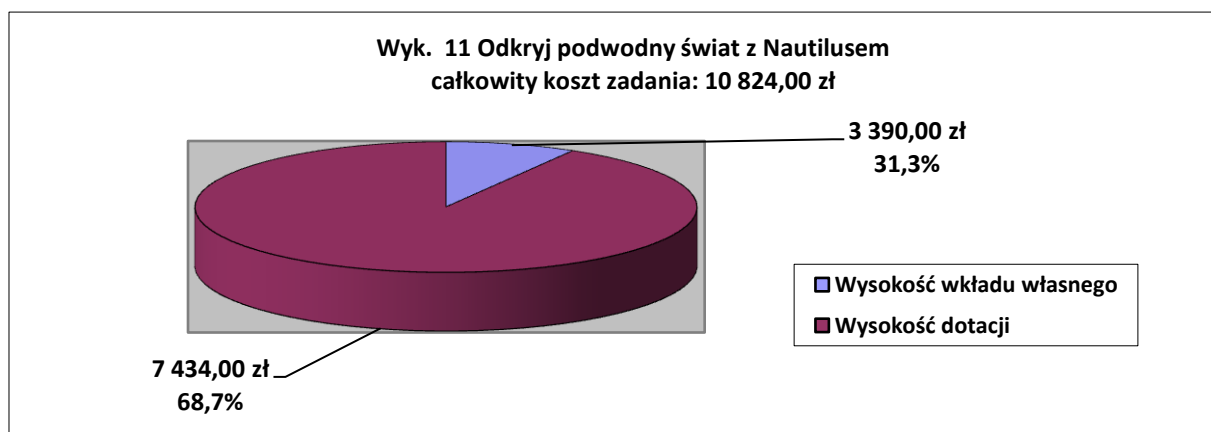 Wyk. 11 Odkryj podwodny świat z Nautilusem
całkowity koszt zadania: 10 824,00 zł
3 390,00 zł
31,3%
Wysokość wkładu własnego
Wysokość dotacji
7 434,00 zł
68,7%